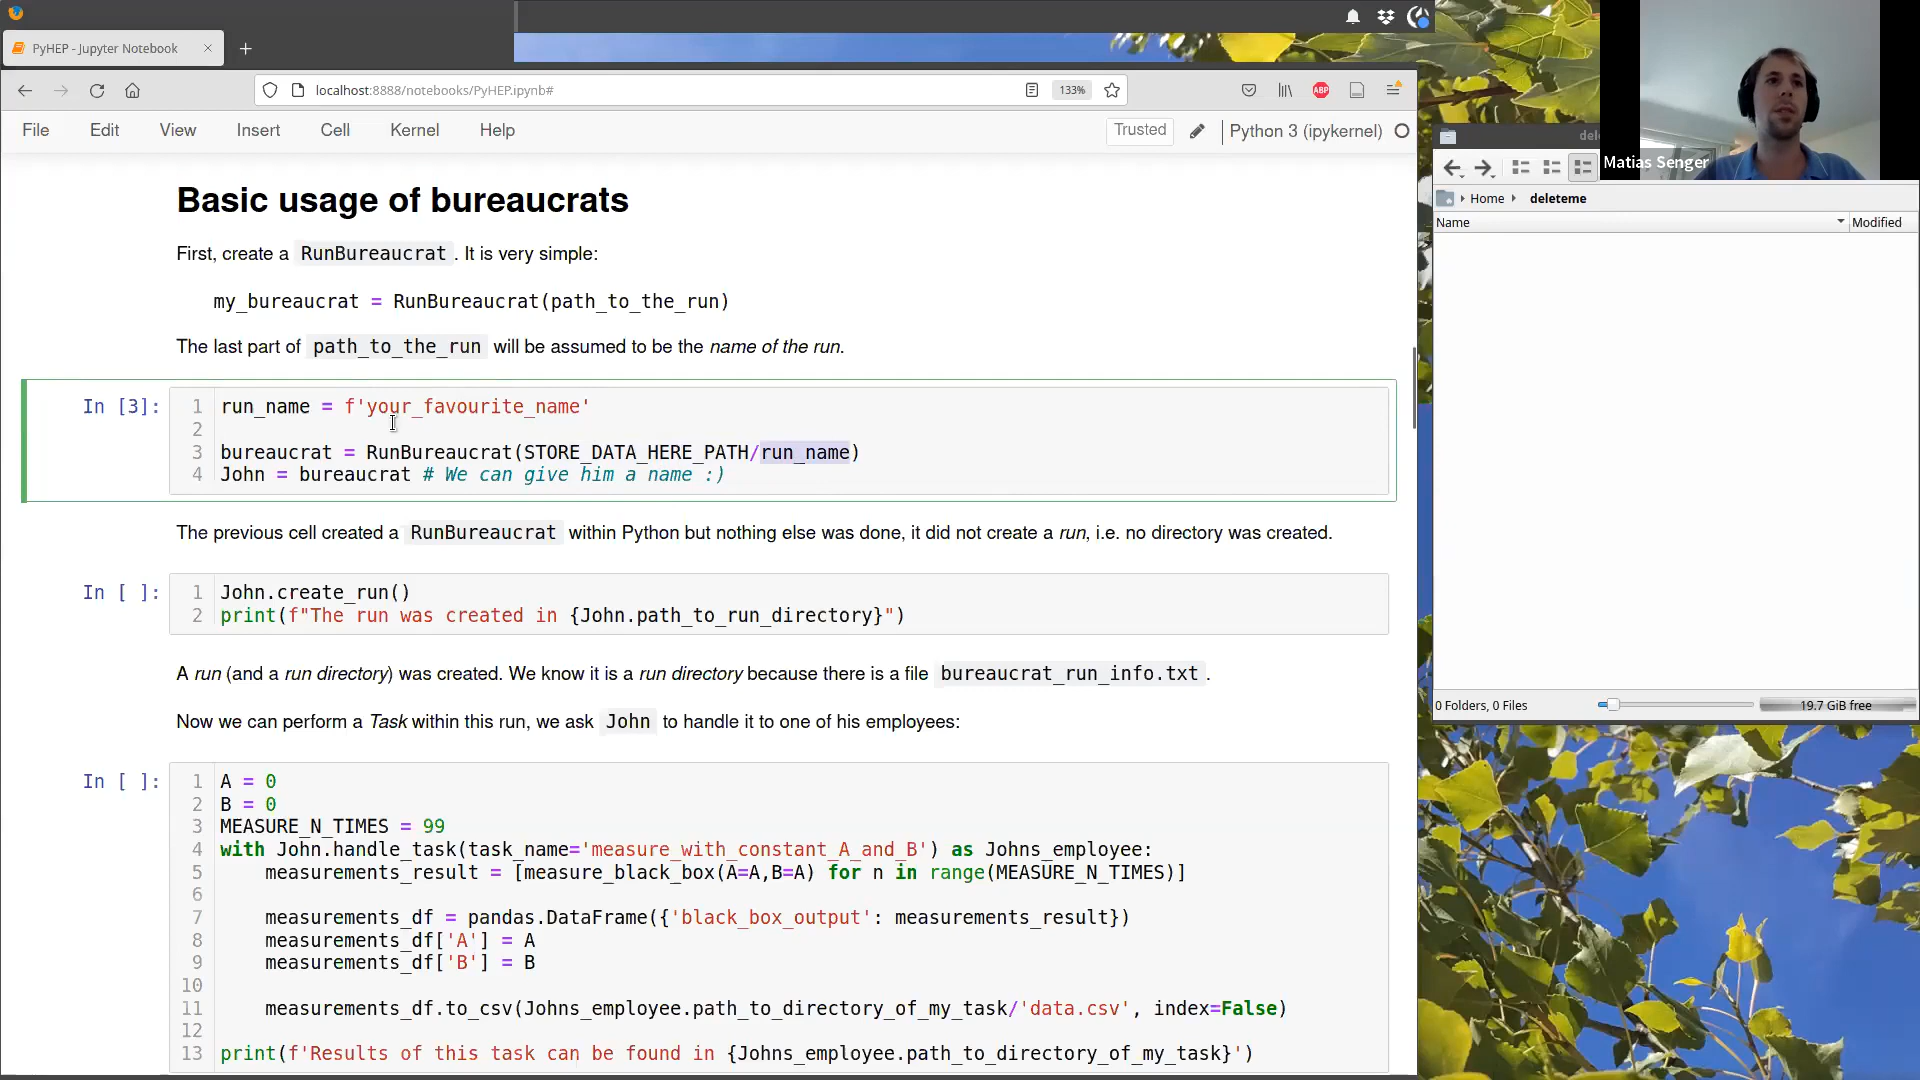 PyHEP - Jupyter Notebook
localhost:8888/notebooks/PyHEP.ipynb#
133%
ABP
File Edit View Insert Cell Kernel Help
Trusted
Python 3 (ipykernel)
Basic usage of bureaucrats
First, create a RunBureaucrat . It is very simple:
my_bureaucrat = RunBureaucrat(path_to_the_run)
The last part of path_to_the_run will be assumed to be the name of the run.
In [3]:
1 run_name = f'your_favourite_name'
2
3 bureaucrat = RunBureaucrat(STORE_DATA_HERE_PATH/run_name)
4 John = bureaucrat # We can give him a name :)
The previous cell created a RunBureaucrat within Python but nothing else was done, it did not create a run, i.e. no directory was created.
In [ ]:
1 John.create_run()
2 print(f"The run was created in {John.path_to_run_directory}")
A run (and a run directory) was created. We know it is a run directory because there is a file bureaucrat_run_info.txt .
Now we can perform a Task within this run, we ask John to handle it to one of his employees:
In [ ]:
1 A = 0
2 B = 0
3 MEASURE_N_TIMES = 99
4 with John.handle_task(task_name='measure_with_constant_A_and_B') as Johns_employee:
5 measurements_result = [measure_black_box(A=A,B=A) for n in range(MEASURE_N_TIMES)]
6
7 measurements_df = pandas.DataFrame({'black_box_output': measurements_result})
8 measurements_df['A'] = A
9 measurements_df['B'] = B
10
11 measurements_df.to_csv(Johns_employee.path_to_directory_of_my_task/'data.csv', index=False)
12
13 print(f'Results of this task can be found in {Johns_employee.path_to_directory_of_my_task}')
Matias Senger
Home deleteme
Name Modified
0 Folders, 0 Files 19.7 GiB free